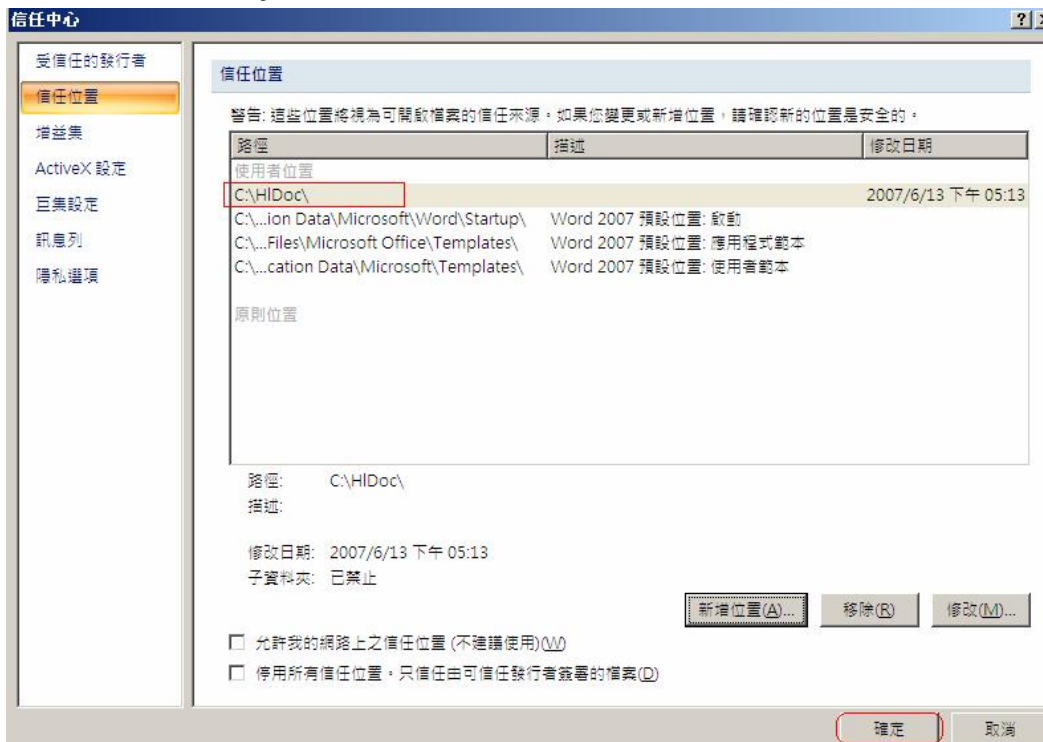 信任中心
受信任的發行者
信任位置
增益集
ActiveX 設定
巨集設定
訊息列
隱私選項
信任位置
警告: 這些位置將視為可開啟檔案的信任來源。如果您變更或新增位置，請確認新的位置是安全的。
路徑 描述 修改日期
使用者位置
C:\HlDoc\ 2007/6/13 下午 05:13
C:\...ion Data\Microsoft\Word\Startup\ Word 2007 預設位置: 啟動
C:\...Files\Microsoft Office\Templates\ Word 2007 預設位置: 應用程式範本
C:\...cation Data\Microsoft\Templates\ Word 2007 預設位置: 使用者範本
原則位置
路徑: C:\HlDoc\
描述:
修改日期: 2007/6/13 下午 05:13
子資料夾: 已禁止
新增位置(A)... 移除(R) 修改(M)...
允許我的網路上之信任位置 (不建議使用)(W)
停用所有信任位置。只信任由可信任發行者簽署的檔案(D)
確定 取消